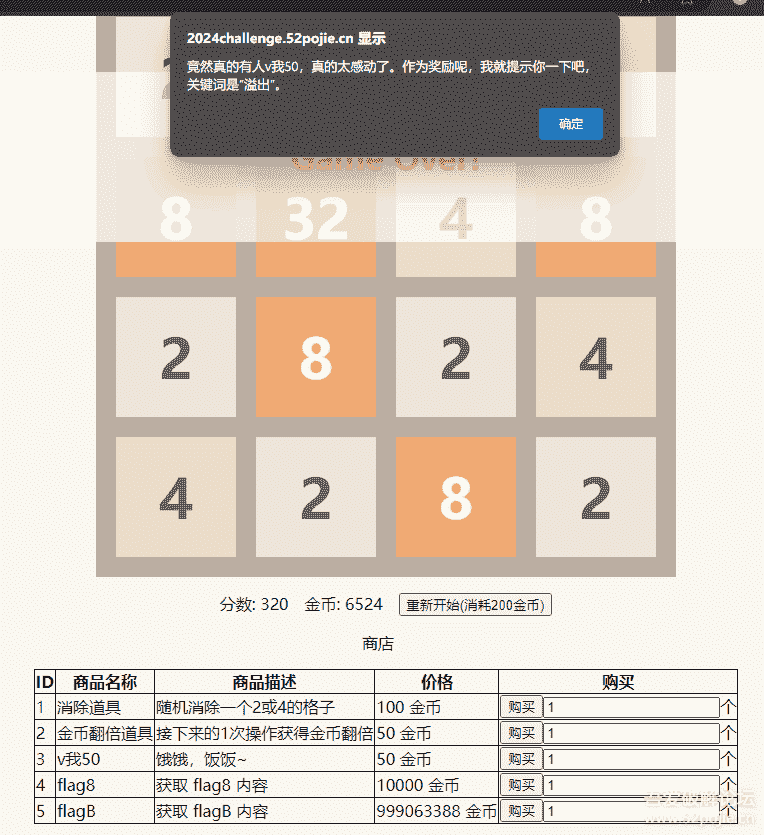 2024challenge.52pojie.cn 显示
竟然真的有人v我50，真的太感动了。作为奖励呢，我就提示你一下吧，
关键词是"溢出"。
确定
Game Over!
8 32 4 8
2 8 2 4
4 2 8 2
分数: 320 金币: 6524 重新开始(消耗200金币)
商店
ID 商品名称 商品描述 价格 购买
1 消除道具 随机消除一个2或4的格子 100 金币 购买 1 个
2 金币翻倍道具 接下来的1次操作获得金币翻倍 50 金币 购买 1 个
3 v我50 饿饿，饭饭~ 50 金币 购买 1 个
4 flag8 获取 flag8 内容 10000 金币 购买 1 个
5 flagB 获取 flagB 内容 999063388 金币 购买 1 个
www.52pojie.cn